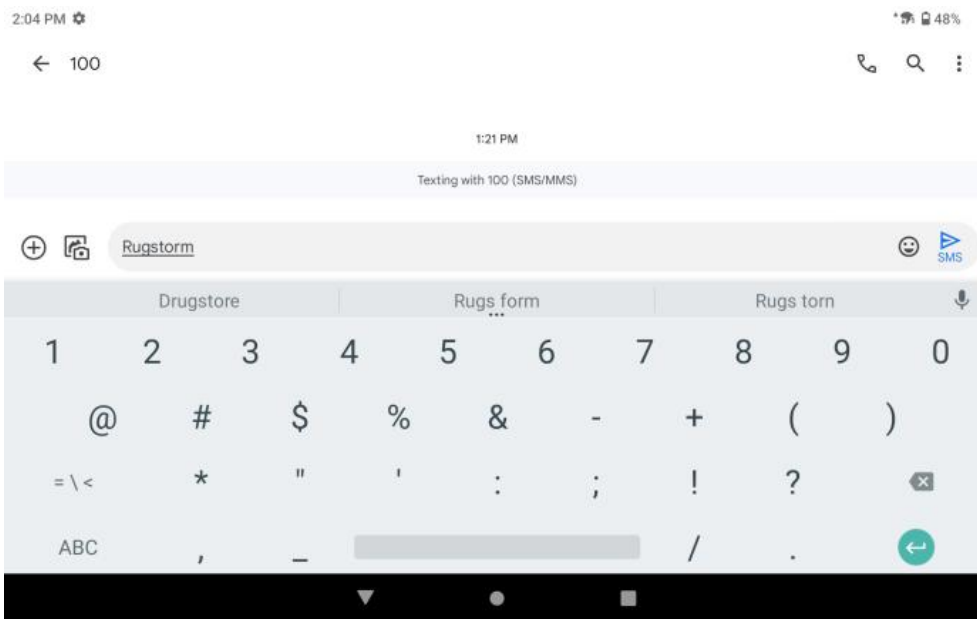 2:04 PM 48%
100
1:21 PM
Texting with 100 (SMS/MMS)
Rugstorm
SMS
Drugstore Rugs form Rugs torn
1 2 3 4 5 6 7 8 9 0
@ # $ % & - + ( )
= \ < * " ' : ; ! ?
ABC , _ / .